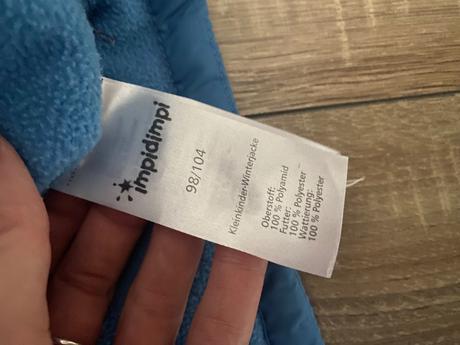 impidimpi
98/104
Kleinkinder-Winterjacke
Oberstoff:
100 % Polyamid
Futter:
100 % Polyester
Wattierung:
100 % Polyester